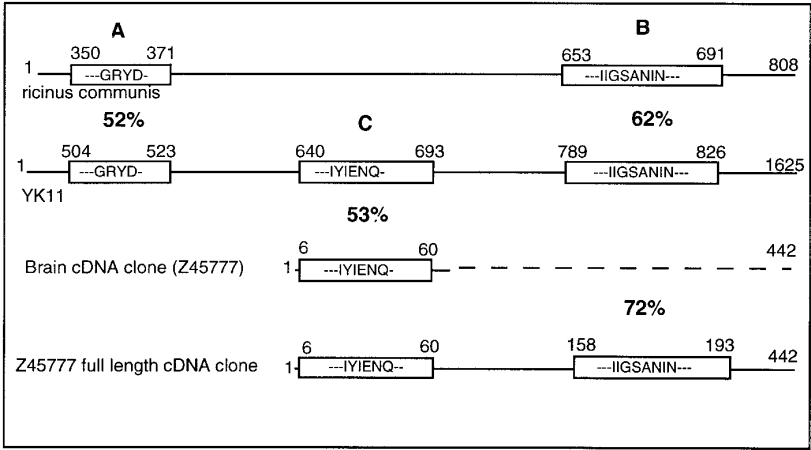 A B
350 371 653 691
1 ---GRYD- ---IIGSANIN--- 808
ricinus communis
52% C 62%
504 523 640 693 789 826
1 ---GRYD- ---IYIENQ- ---IIGSANIN--- 1625
YK11
53%
6 60 442
Brain cDNA clone (Z45777) 1 ---IYIENQ-
72%
6 60 158 193 442
Z45777 full length cDNA clone 1 ---IYIENQ-- ---IIGSANIN---